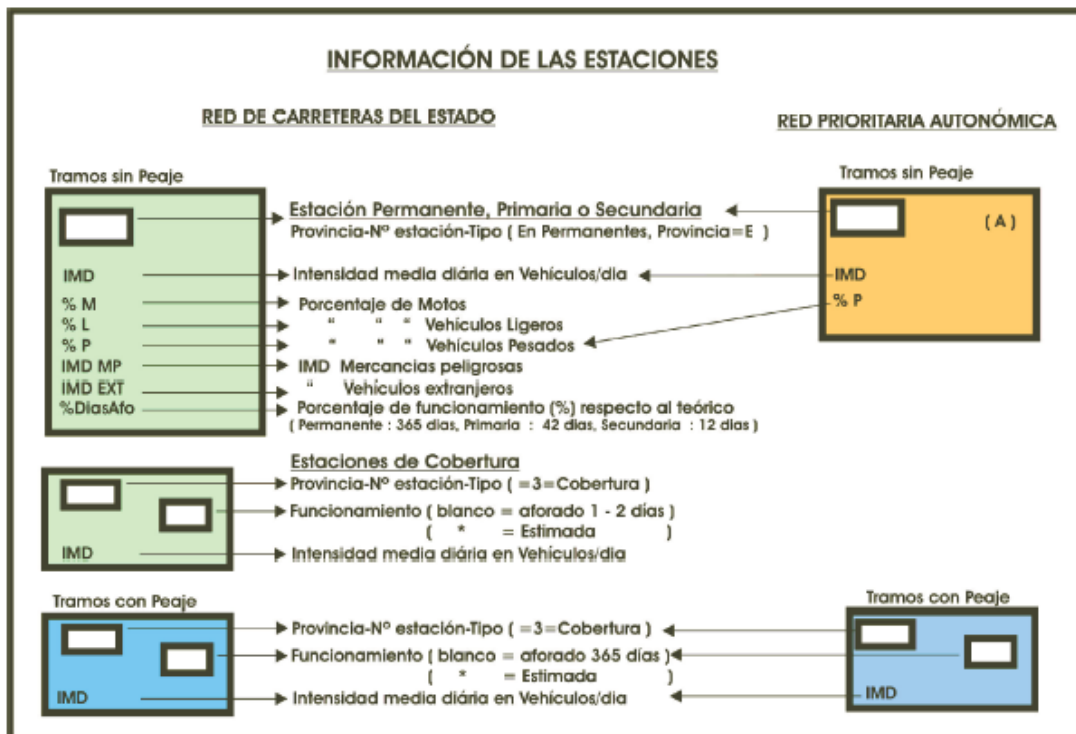 INFORMACIÓN DE LAS ESTACIONES
RED DE CARRETERAS DEL ESTADO
RED PRIORITARIA AUTONÓMICA
Tramos sin Peaje
Tramos sin Peaje
Estación Permanente, Primaria o Secundaria
( A )
Provincia-Nº estación-Tipo ( En Permanentes, Provincia=E )
IMD
Intensidad media diária en Vehículos/dia
IMD
% M
Porcentaje de Motos
% P
% L
" " " Vehículos Ligeros
% P
" " " Vehículos Pesados
IMD MP
IMD Mercancias peligrosas
IMD EXT
" Vehículos extranjeros
%DiasAfo
Porcentaje de funcionamiento (%) respecto al teórico
( Permanente : 365 dias, Primaria : 42 dias, Secundaria : 12 dias )
Estaciones de Cobertura
Provincia-Nº estación-Tipo ( =3=Cobertura )
Funcionamiento ( blanco = aforado 1 - 2 días )
( * = Estimada )
IMD
Intensidad media diária en Vehículos/dia
Tramos con Peaje
Tramos con Peaje
Provincia-Nº estación-Tipo ( =3=Cobertura )
Funcionamiento ( blanco = aforado 365 días )
( * = Estimada )
IMD
Intensidad media diária en Vehículos/dia
IMD